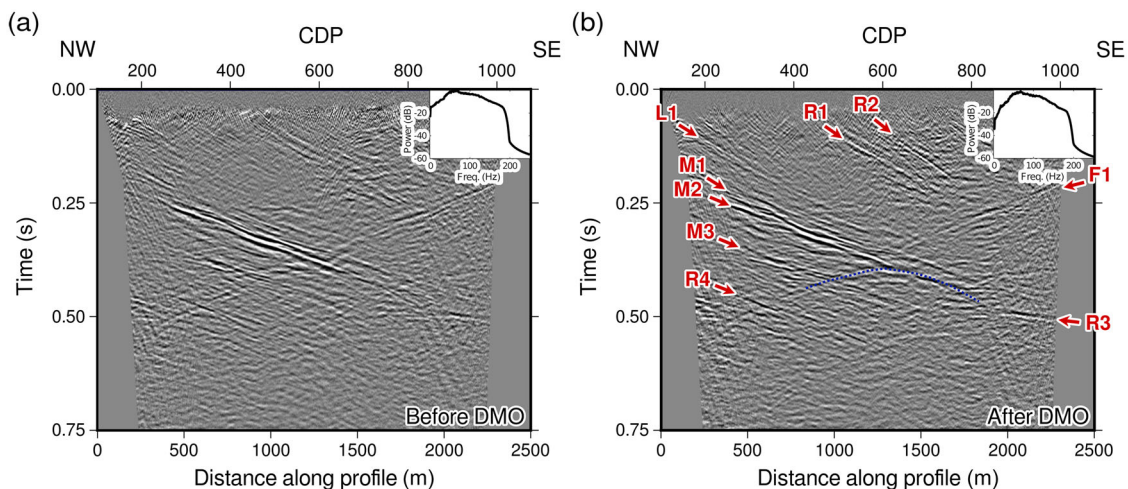 (a)
NW
CDP
SE
200 400 600 800 1000
0.00
0.25
0.50
0.75
Time (s)
Power (dB)
-20
-40
-60
0 100 200
Freq. (Hz)
Before DMO
0 500 1000 1500 2000 2500
Distance along profile (m)
(b)
NW
CDP
SE
200 400 600 800 1000
0.00
0.25
0.50
0.75
Time (s)
L1
R1
R2
M1
M2
M3
R4
F1
R3
Power (dB)
-20
-40
-60
0 100 200
Freq. (Hz)
After DMO
0 500 1000 1500 2000 2500
Distance along profile (m)